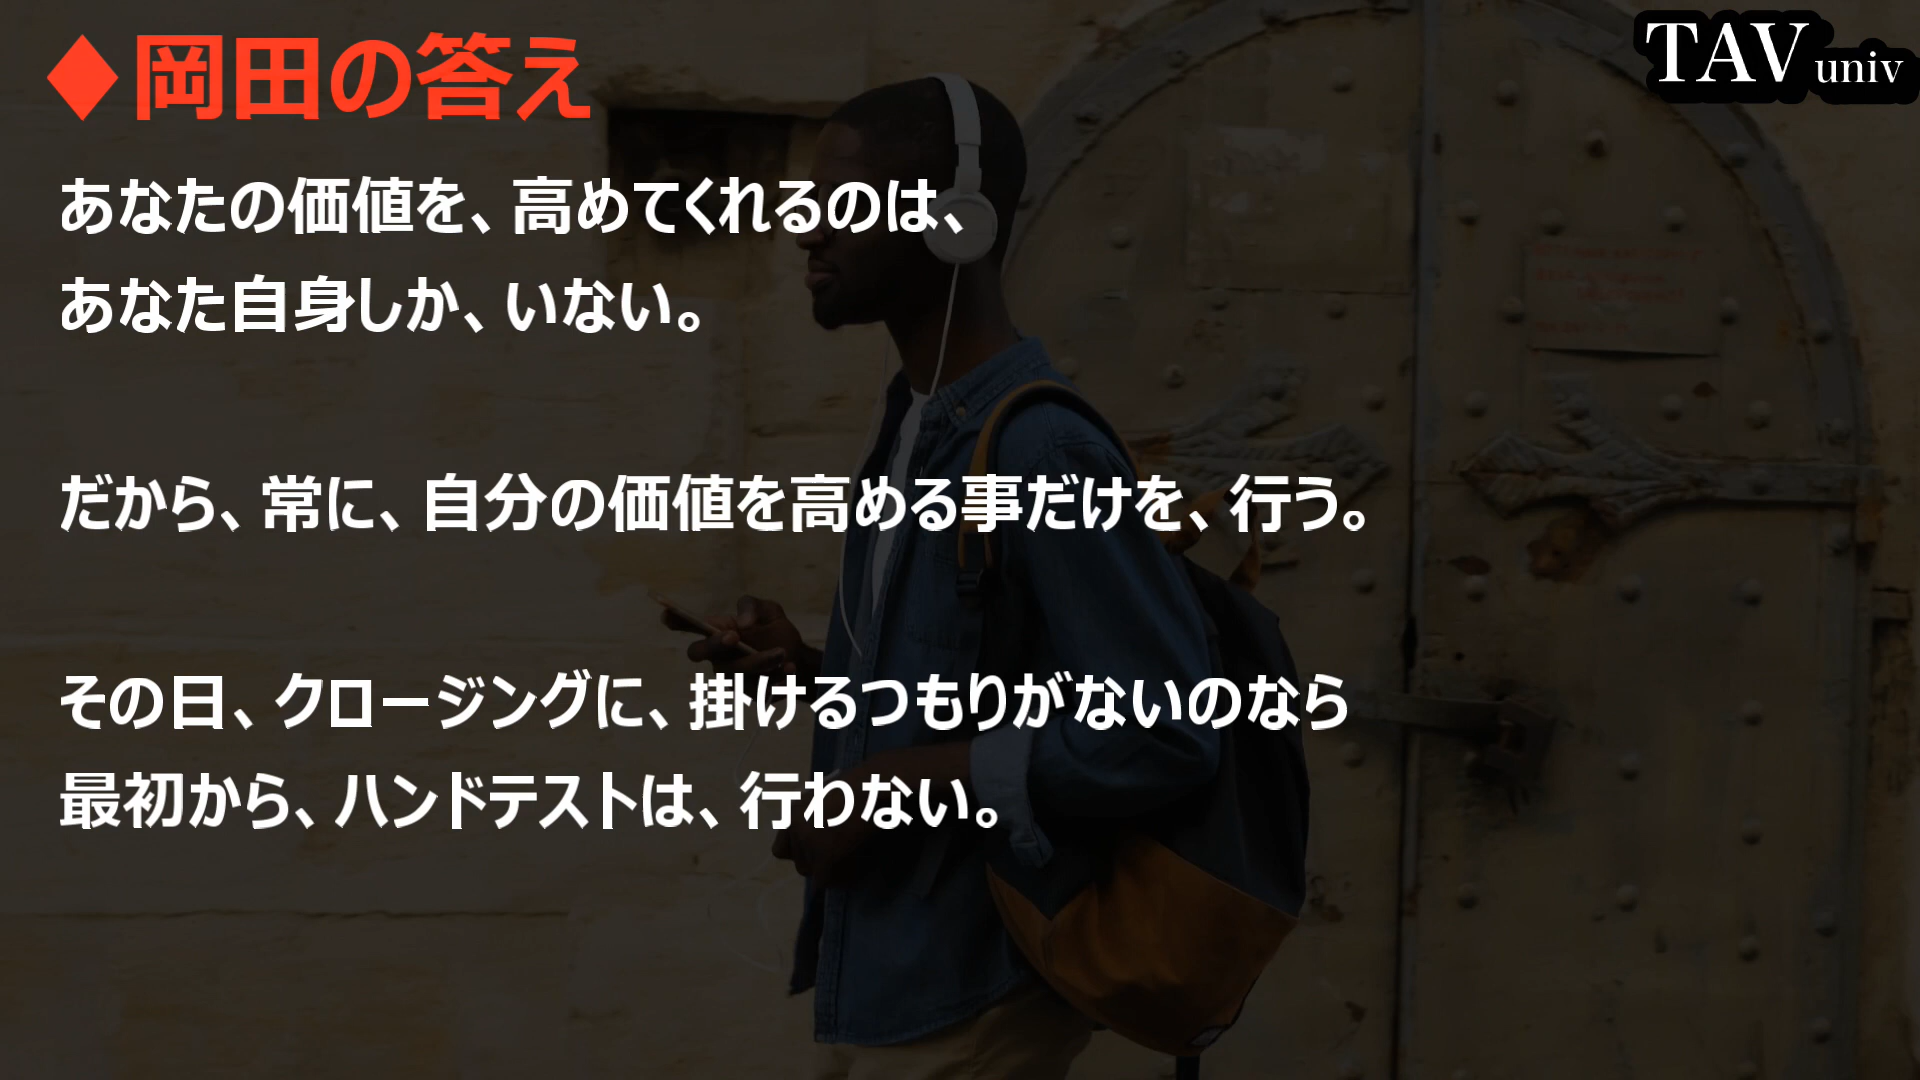 ♦岡田の答え
TAV univ
あなたの価値を、高めてくれるのは、
あなた自身しか、いない。
だから、常に、自分の価値を高める事だけを、行う。
その日、クロージングに、掛けるつもりがないのなら
最初から、ハンドテストは、行わない。